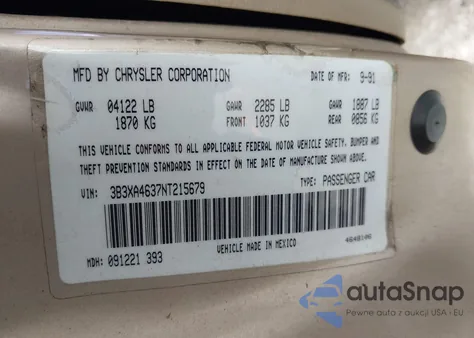 MFD BY CHRYSLER CORPORATION DATE OF MFR: 9-91
GVWR 04122 LB GAWR 2285 LB GAWR 1887 LB
1870 KG FRONT 1037 KG REAR 0856 KG
THIS VEHICLE CONFORMS TO ALL APPLICABLE FEDERAL MOTOR VEHICLE SAFETY, BUMPER AND
THEFT PREVENTION STANDARDS IN EFFECT ON THE DATE OF MANUFACTURE SHOWN ABOVE.
VIN: 3B3XA4637NT215679 TYPE: PASSENGER CAR
VEHICLE MADE IN MEXICO 4648106
MDH: 091221 393
autoSnap
Pewne auta z aukcji USA i EU